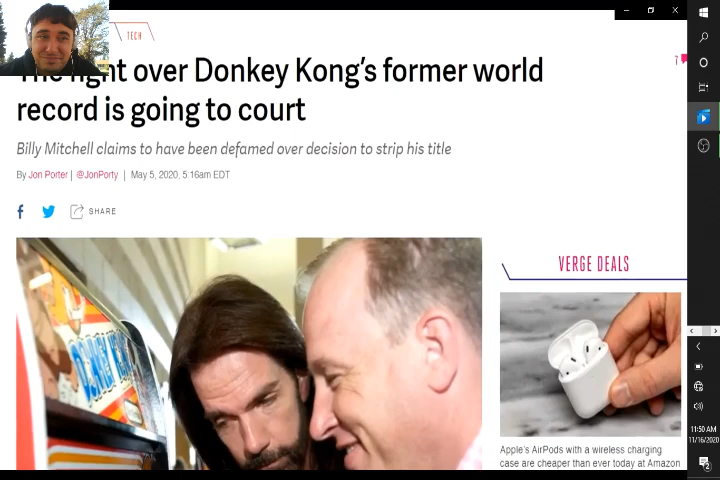 TECH
The fight over Donkey Kong's former world
record is going to court
Billy Mitchell claims to have been defamed over decision to strip his title
By Jon Porter | @JonPorty | May 5, 2020, 5:16am EDT
SHARE
VERGE DEALS
DONKEY KONG
Apple's AirPods with a wireless charging
case are cheaper than ever today at Amazon
11:50 AM
11/16/2020
2